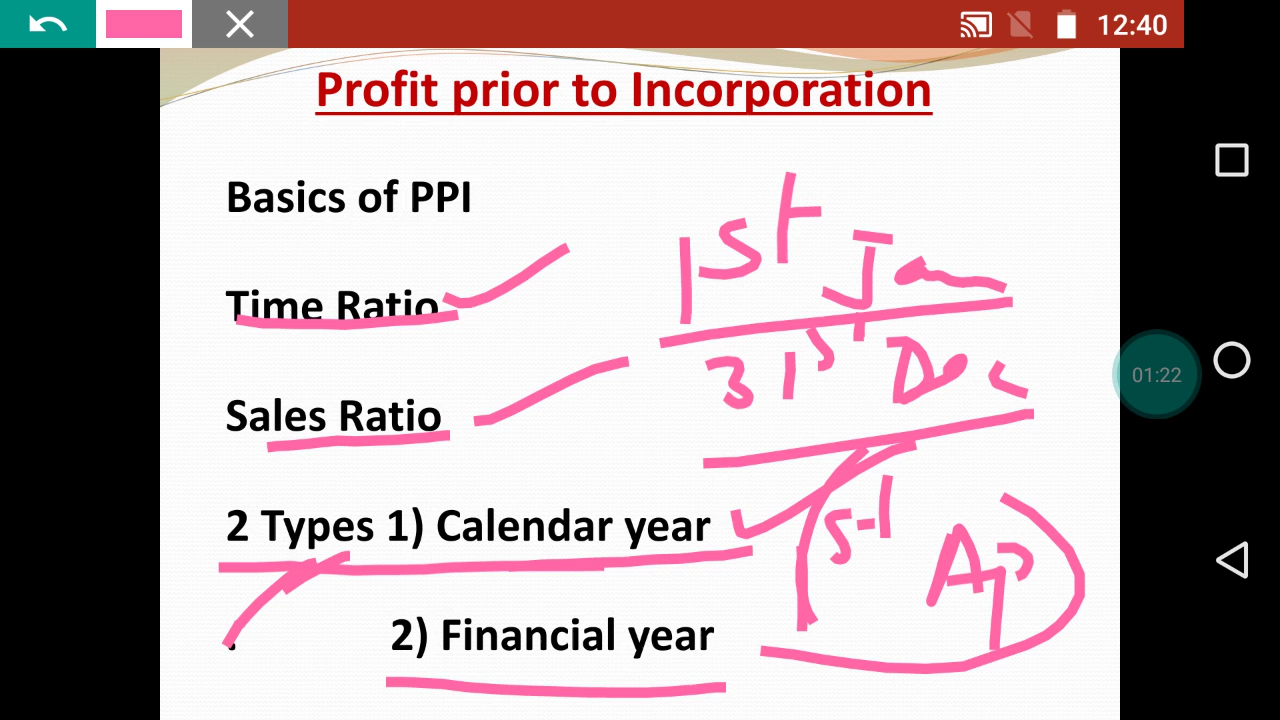 12:40
Profit prior to Incorporation
Basics of PPI
1st Jan
Time Ratio
31st Dec
01:22
Sales Ratio
2 Types 1) Calendar year
1st Ap
. 2) Financial year